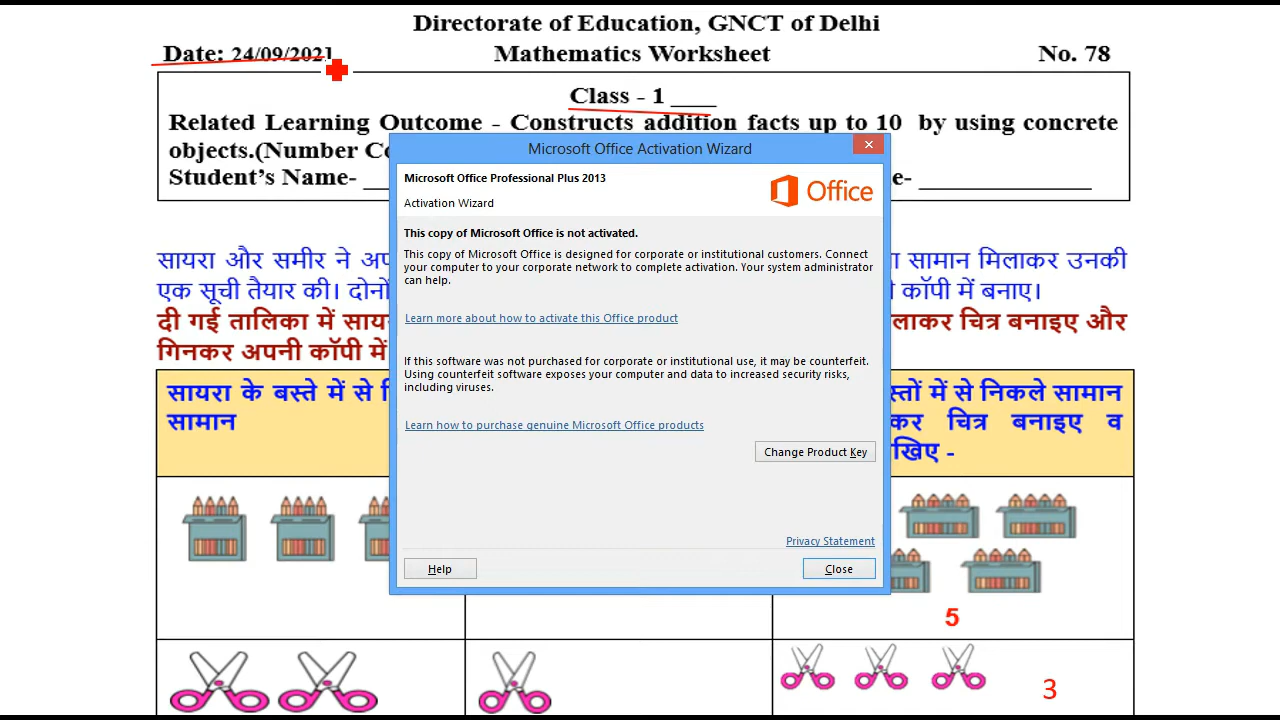 Directorate of Education, GNCT of Delhi
Date: 24/09/2021 Mathematics Worksheet No. 78
Class - 1 ____
Related Learning Outcome - Constructs addition facts up to 10 by using concrete
objects.(Number
Student's Name-
Microsoft Office Activation Wizard
Microsoft Office Professional Plus 2013
Office
Activation Wizard
This copy of Microsoft Office is not activated.
This copy of Microsoft Office is designed for corporate or institutional customers. Connect
your computer to your corporate network to complete activation. Your system administrator
can help.
Learn more about how to activate this Office product
If this software was not purchased for corporate or institutional use, it may be counterfeit.
Using counterfeit software exposes your computer and data to increased security risks,
including viruses.
Learn how to purchase genuine Microsoft Office products
Change Product Key
Privacy Statement
Help Close
सायरा और समीर ने सामान मिलाकर उनकी
एक सूची तैयार की। दोनों कॉपी में बनाए।
दी गई तालिका में चित्र बनाइए और
गिनकर अपनी कॉपी में
सायरा के बस्ते में से
सामान
में से निकले सामान
चित्र बनाइए व
5
3